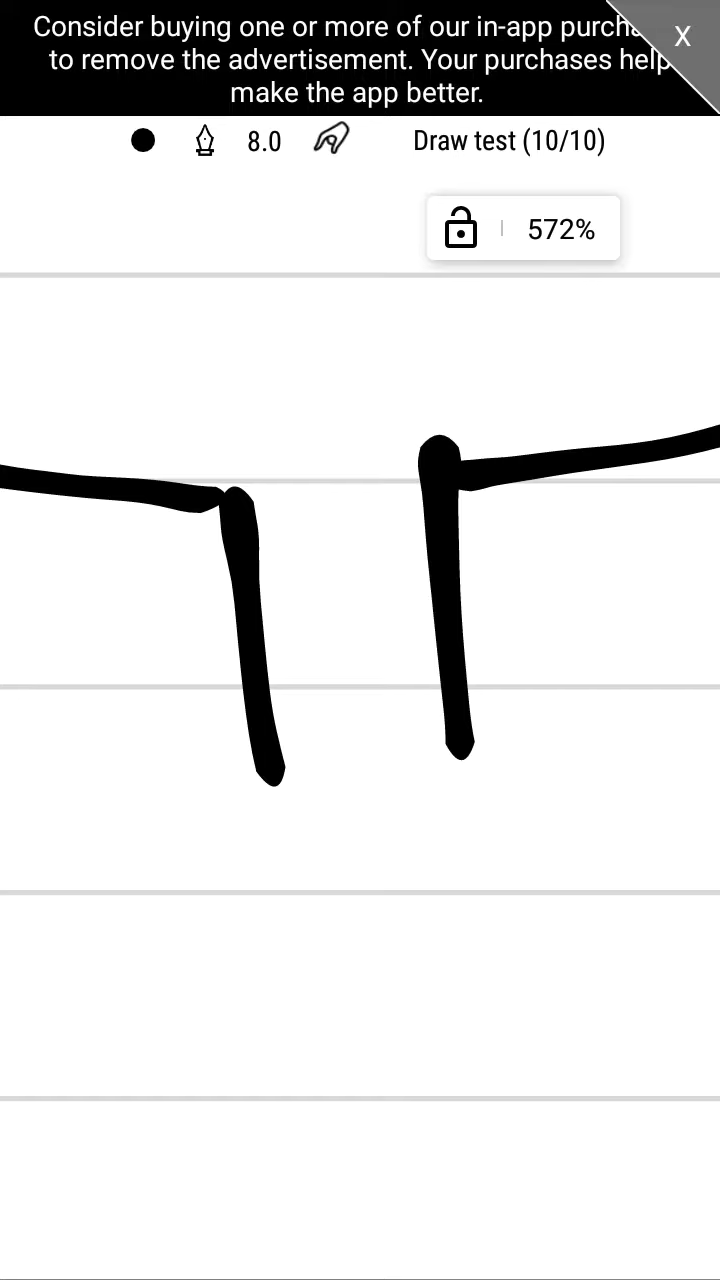 Consider buying one or more of our in-app
to remove the advertisement. Your purchases help
make the app better.
8.0 Draw test (10/10)
X
572%